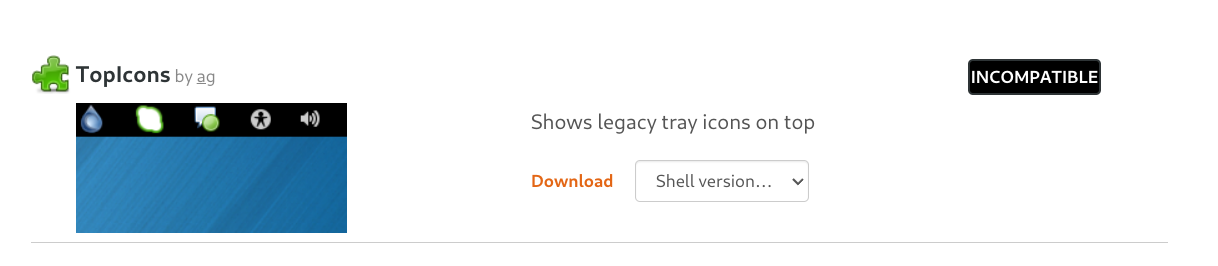 TopIcons by ag
INCOMPATIBLE
Shows legacy tray icons on top
Download
Shell version...